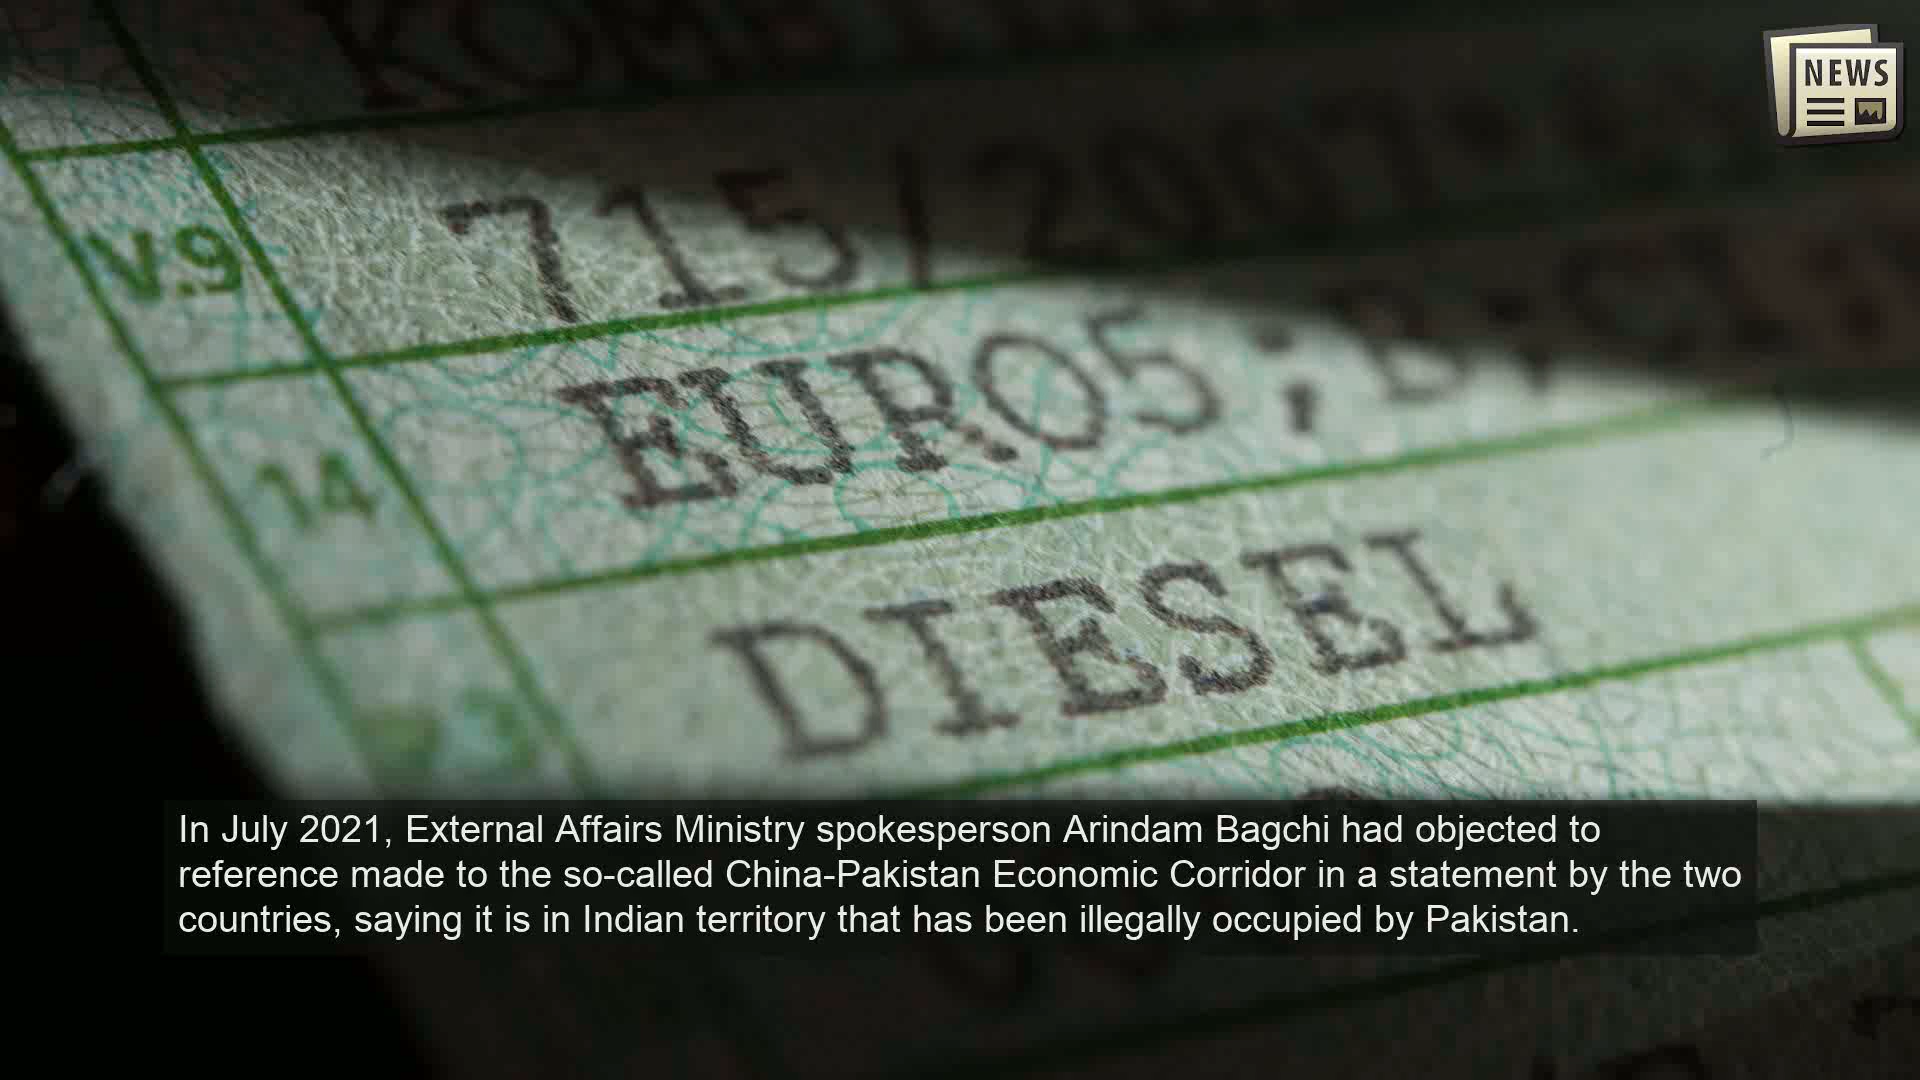 NEWS
V.9
715/2007*
EURO5;
14
DIESEL
In July 2021, External Affairs Ministry spokesperson Arindam Bagchi had objected to
reference made to the so-called China-Pakistan Economic Corridor in a statement by the two
countries, saying it is in Indian territory that has been illegally occupied by Pakistan.